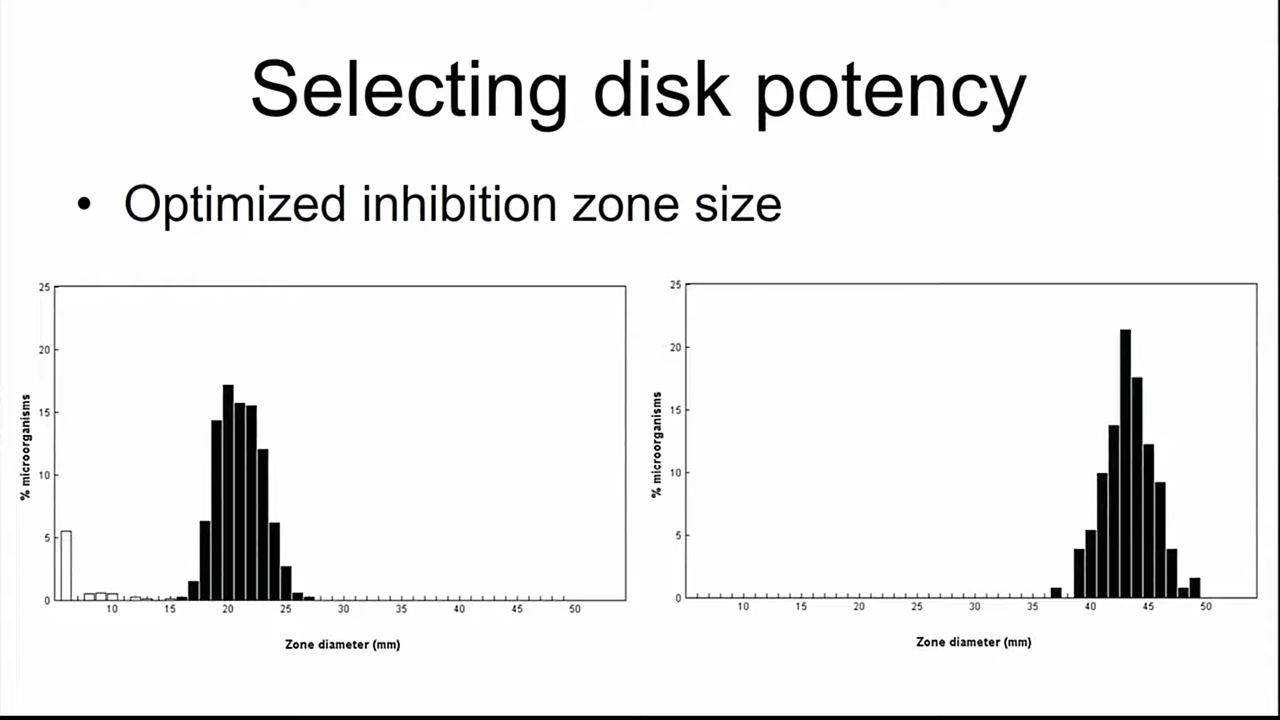 Selecting disk potency
• Optimized inhibition zone size
25
20
15
10
5
0
% microorganisms
10 15 20 25 30 35 40 45 50
Zone diameter (mm)
25
20
15
10
5
0
% microorganisms
10 15 20 25 30 35 40 45 50
Zone diameter (mm)